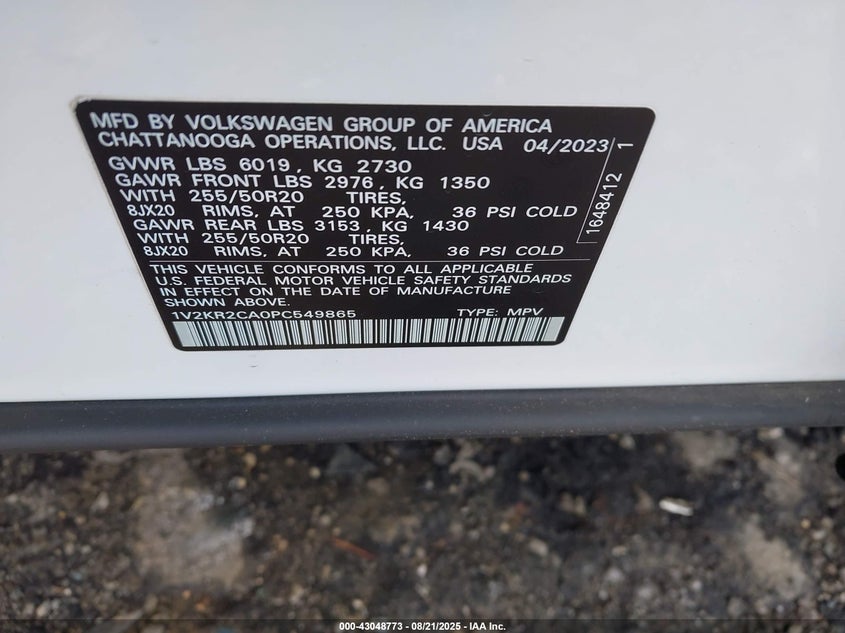 MFD BY VOLKSWAGEN GROUP OF AMERICA
CHATTANOOGA OPERATIONS, LLC. USA 04/2023
GVWR LBS 6019, KG 2730
GAWR FRONT LBS 2976, KG 1350
WITH 255/50R20 TIRES,
8JX20 RIMS, AT 250 KPA, 36 PSI COLD
GAWR REAR LBS 3153, KG 1430
WITH 255/50R20 TIRES,
8JX20 RIMS, AT 250 KPA, 36 PSI COLD
THIS VEHICLE CONFORMS TO ALL APPLICABLE
U.S. FEDERAL MOTOR VEHICLE SAFETY STANDARDS
IN EFFECT ON THE DATE OF MANUFACTURE
SHOWN ABOVE.
1V2KR2CA0PC549865 TYPE: MPV
1648412 1
000-43048773 - 08/21/2025 - IAA Inc.